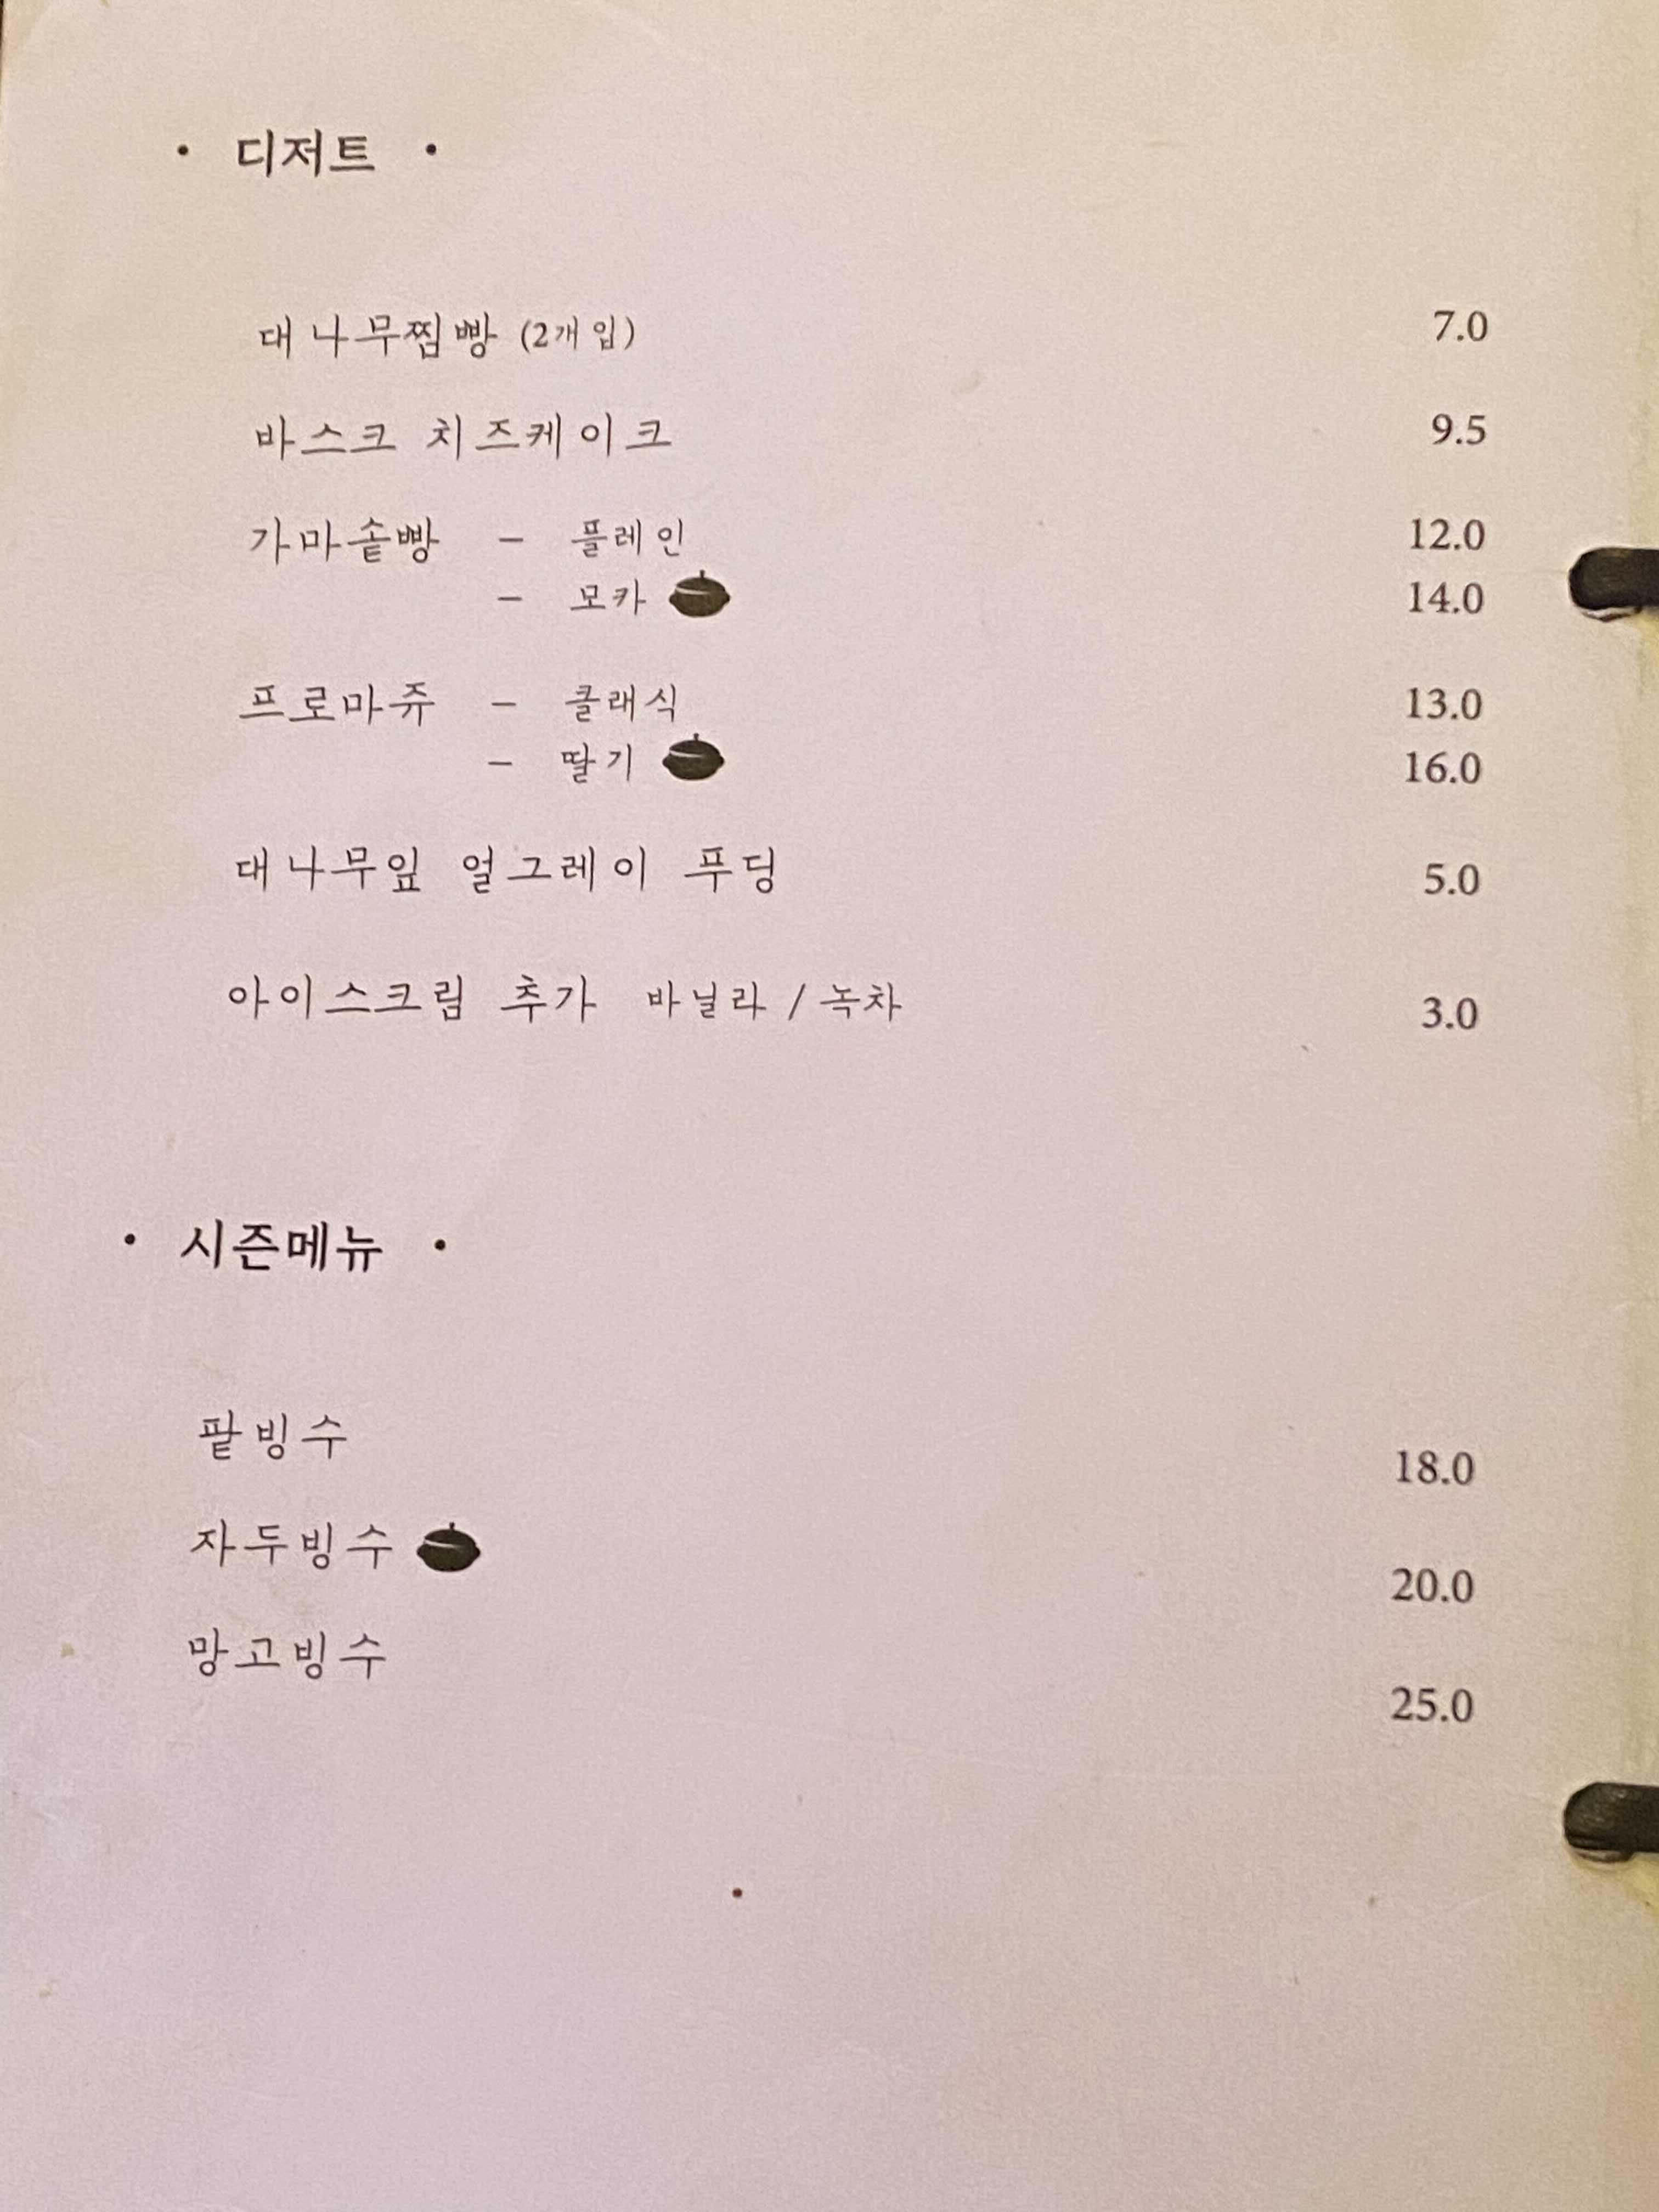 · 디저트 ·
대나무찜빵 (2개입) 7.0
바스크 치즈케이크 9.5
가마솥빵 - 플레인 12.0
- 모카 14.0
프로마쥬 - 클래식 13.0
- 딸기 16.0
대나무잎 얼그레이 푸딩 5.0
아이스크림 추가 바닐라 / 녹차 3.0
· 시즌메뉴 ·
팥빙수 18.0
자두빙수 20.0
망고빙수 25.0